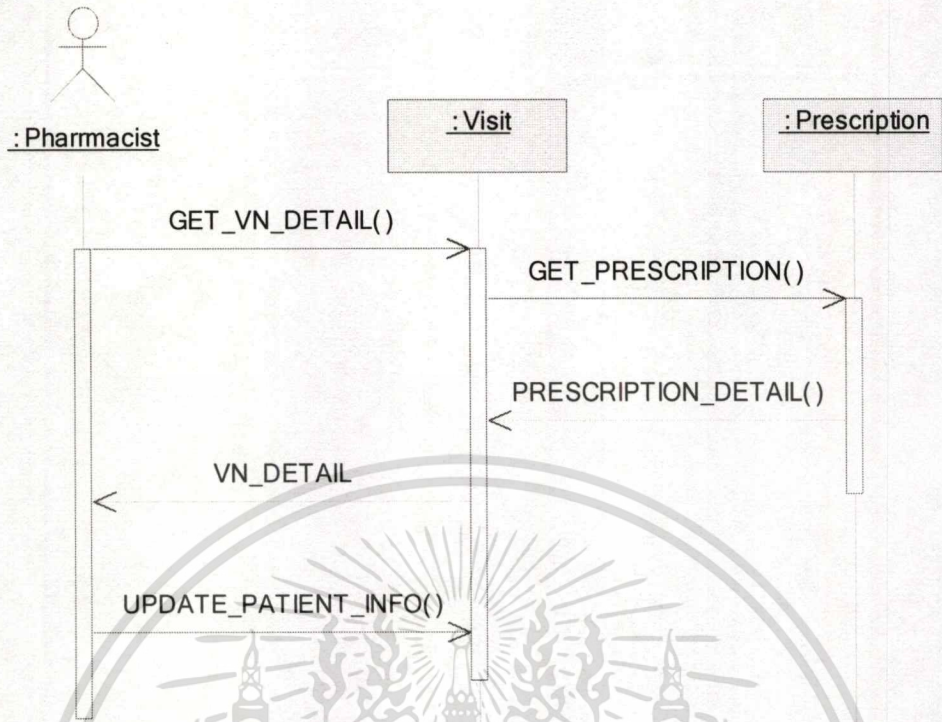 : Pharmacist
: Visit
: Prescription
GET_VN_DETAIL( )
GET_PRESCRIPTION( )
PRESCRIPTION_DETAIL( )
VN_DETAIL
UPDATE_PATIENT_INFO( )